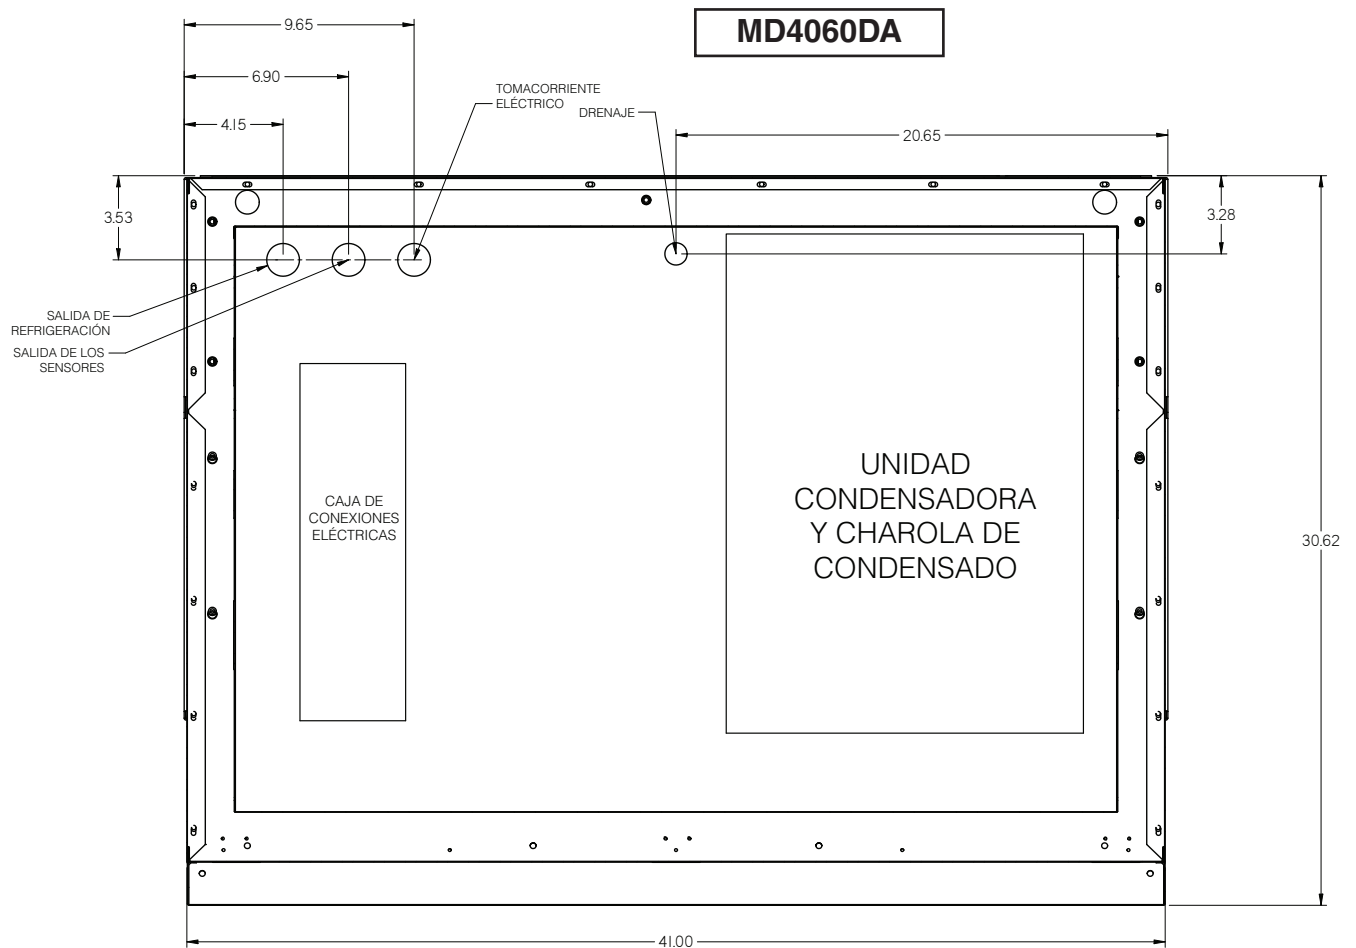 MD4060DA
9.65
6.90
4.15
TOMACORRIENTE
ELÉCTRICO
DRENAJE
20.65
3.53
3.28
SALIDA DE
REFRIGERACIÓN
SALIDA DE LOS
SENSORES
CAJA DE
CONEXIONES
ELÉCTRICAS
UNIDAD
CONDENSADORA
Y CHAROLA DE
CONDENSADO
30.62
41.00